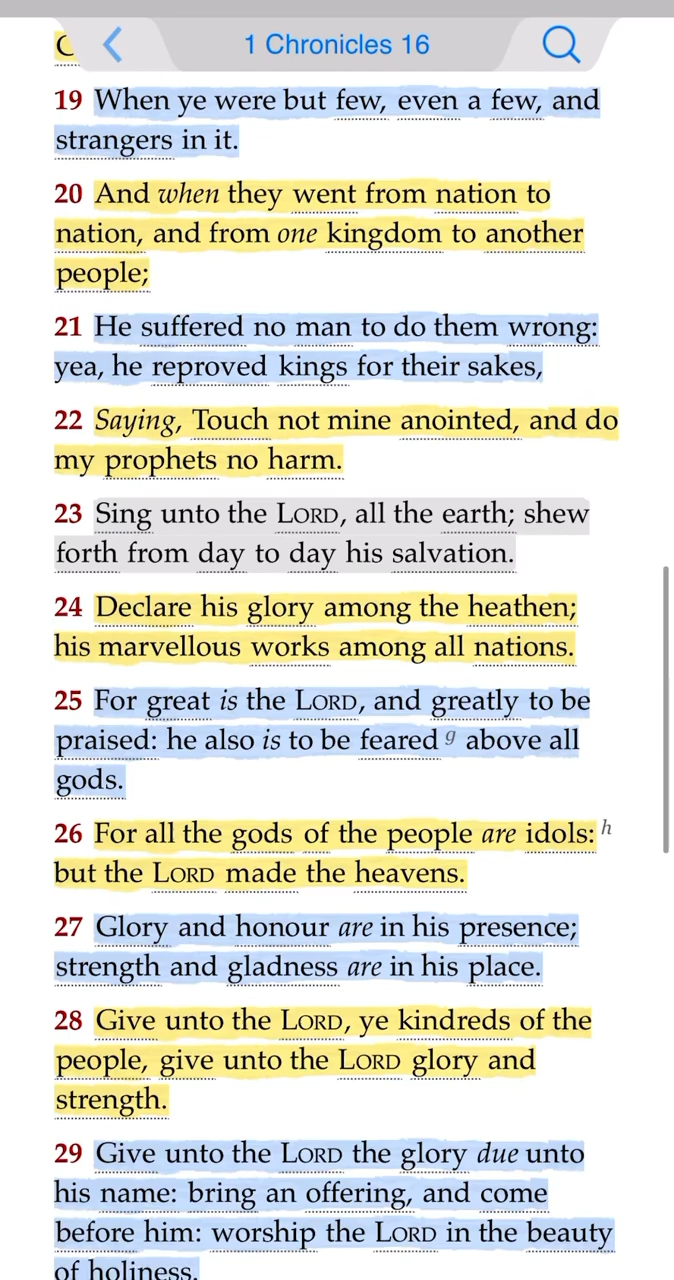 1 Chronicles 16
19 When ye were but few, even a few, and
strangers in it.
20 And when they went from nation to
nation, and from one kingdom to another
people;
21 He suffered no man to do them wrong:
yea, he reproved kings for their sakes,
22 Saying, Touch not mine anointed, and do
my prophets no harm.
23 Sing unto the LORD, all the earth; shew
forth from day to day his salvation.
24 Declare his glory among the heathen;
his marvellous works among all nations.
25 For great is the LORD, and greatly to be
praised: he also is to be feared g above all
gods.
26 For all the gods of the people are idols: h
but the LORD made the heavens.
27 Glory and honour are in his presence;
strength and gladness are in his place.
28 Give unto the LORD, ye kindreds of the
people, give unto the LORD glory and
strength.
29 Give unto the LORD the glory due unto
his name: bring an offering, and come
before him: worship the LORD in the beauty
of holiness.